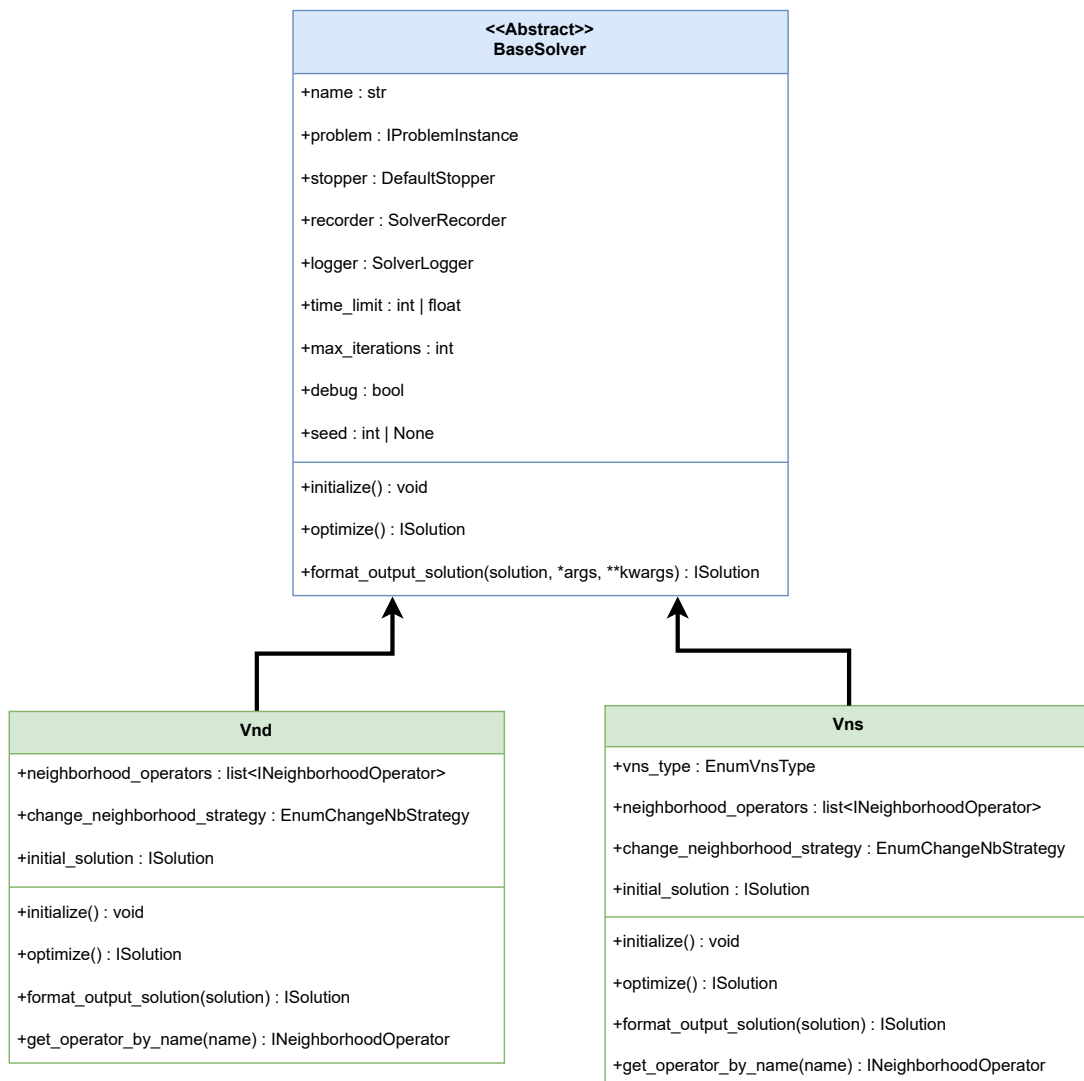 <<Abstract>>
BaseSolver
+name : str
+problem : IProblemInstance
+stopper : DefaultStopper
+recorder : SolverRecorder
+logger : SolverLogger
+time_limit : int | float
+max_iterations : int
+debug : bool
+seed : int | None
+initialize() : void
+optimize() : ISolution
+format_output_solution(solution, *args, **kwargs) : ISolution
Vnd
+neighborhood_operators : list<INeighborhoodOperator>
+change_neighborhood_strategy : EnumChangeNbStrategy
+initial_solution : ISolution
+initialize() : void
+optimize() : ISolution
+format_output_solution(solution) : ISolution
+get_operator_by_name(name) : INeighborhoodOperator
Vns
+vns_type : EnumVnsType
+neighborhood_operators : list<INeighborhoodOperator>
+change_neighborhood_strategy : EnumChangeNbStrategy
+initial_solution : ISolution
+initialize() : void
+optimize() : ISolution
+format_output_solution(solution) : ISolution
+get_operator_by_name(name) : INeighborhoodOperator